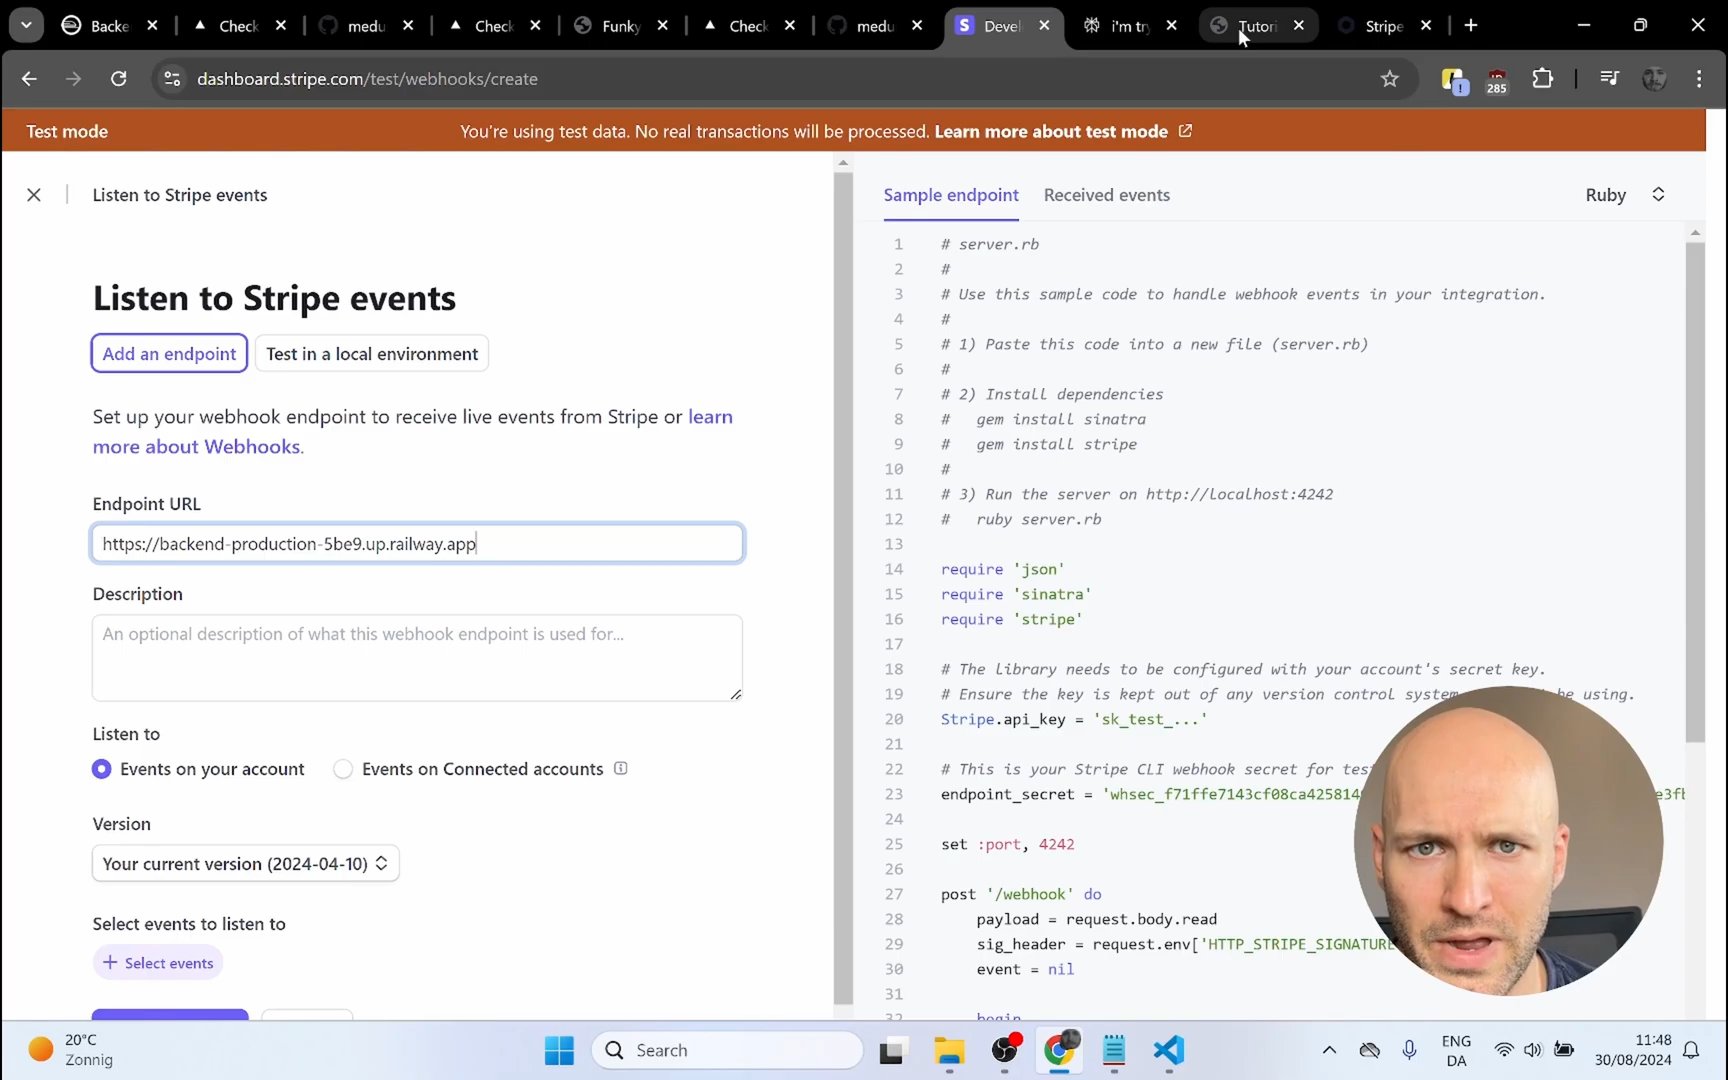 Backe
Check
medu
Check
Funky
Check
medu
Devel
i'm try
Tutori
Stripe
dashboard.stripe.com/test/webhooks/create
285
Test mode
You're using test data. No real transactions will be processed. Learn more about test mode
Listen to Stripe events
Sample endpoint
Received events
Ruby
Listen to Stripe events
Add an endpoint
Test in a local environment
Set up your webhook endpoint to receive live events from Stripe or learn
more about Webhooks.
Endpoint URL
https://backend-production-5be9.up.railway.app
Description
An optional description of what this webhook endpoint is used for...
Listen to
Events on your account
Events on Connected accounts
Version
Your current version (2024-04-10)
Select events to listen to
+ Select events
1 # server.rb
2 #
3 # Use this sample code to handle webhook events in your integration.
4 #
5 # 1) Paste this code into a new file (server.rb)
6 #
7 # 2) Install dependencies
8 # gem install sinatra
9 # gem install stripe
10 #
11 # 3) Run the server on http://localhost:4242
12 # ruby server.rb
13
14 require 'json'
15 require 'sinatra'
16 require 'stripe'
17
18 # The library needs to be configured with your account's secret key.
19 # Ensure the key is kept out of any version control system be using.
20 Stripe.api_key = 'sk_test_...'
21
22 # This is your Stripe CLI webhook secret for tes
23 endpoint_secret = 'whsec_f71ffe7143cf08ca425814 e3fb
24
25 set :port, 4242
26
27 post '/webhook' do
28 payload = request.body.read
29 sig_header = request.env['HTTP_STRIPE_SIGNATURE
30 event = nil
31
32 begin
20°C
Zonnig
Search
ENG
DA
11:48
30/08/2024